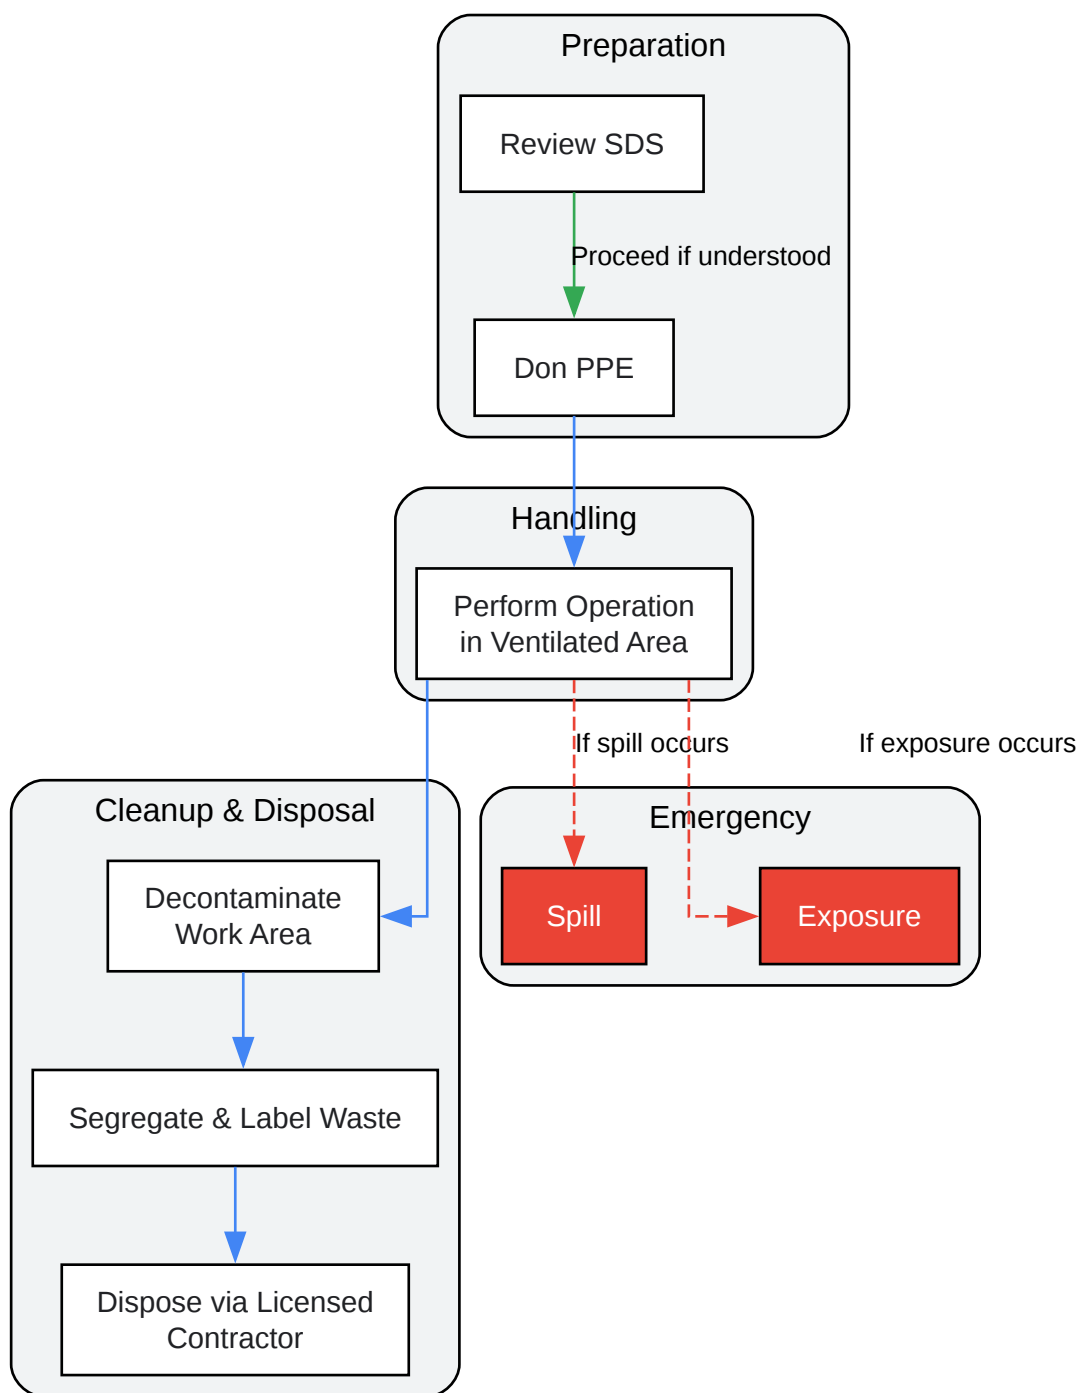 Preparation
Review SDS
Proceed if understood
Don PPE
Handling
Perform Operation
in Ventilated Area
If spill occurs
If exposure occurs
Cleanup & Disposal
Decontaminate
Work Area
Segregate & Label Waste
Dispose via Licensed
Contractor
Emergency
Spill
Exposure